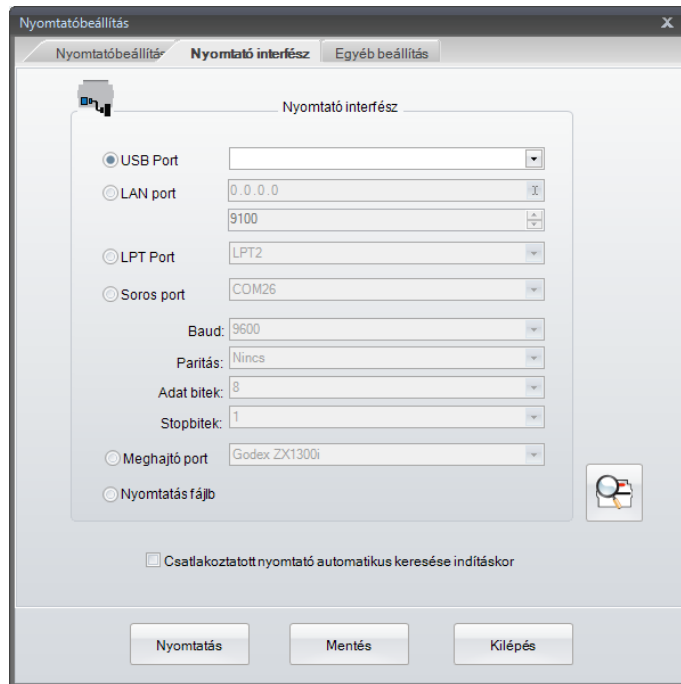 Nyomtatóbeállítás
Nyomtatóbeállítás Nyomtató interfész Egyéb beállítás
Nyomtató interfész
USB Port
LAN port 0.0.0.0
9100
LPT Port LPT2
Soros port COM26
Baud: 9600
Paritás: Nincs
Adat bitek: 8
Stopbitek: 1
Meghajtó port Godex ZX1300i
Nyomtatás fájlb
Csatlakoztatott nyomtató automatikus keresése indításkor
Nyomtatás Mentés Kilépés